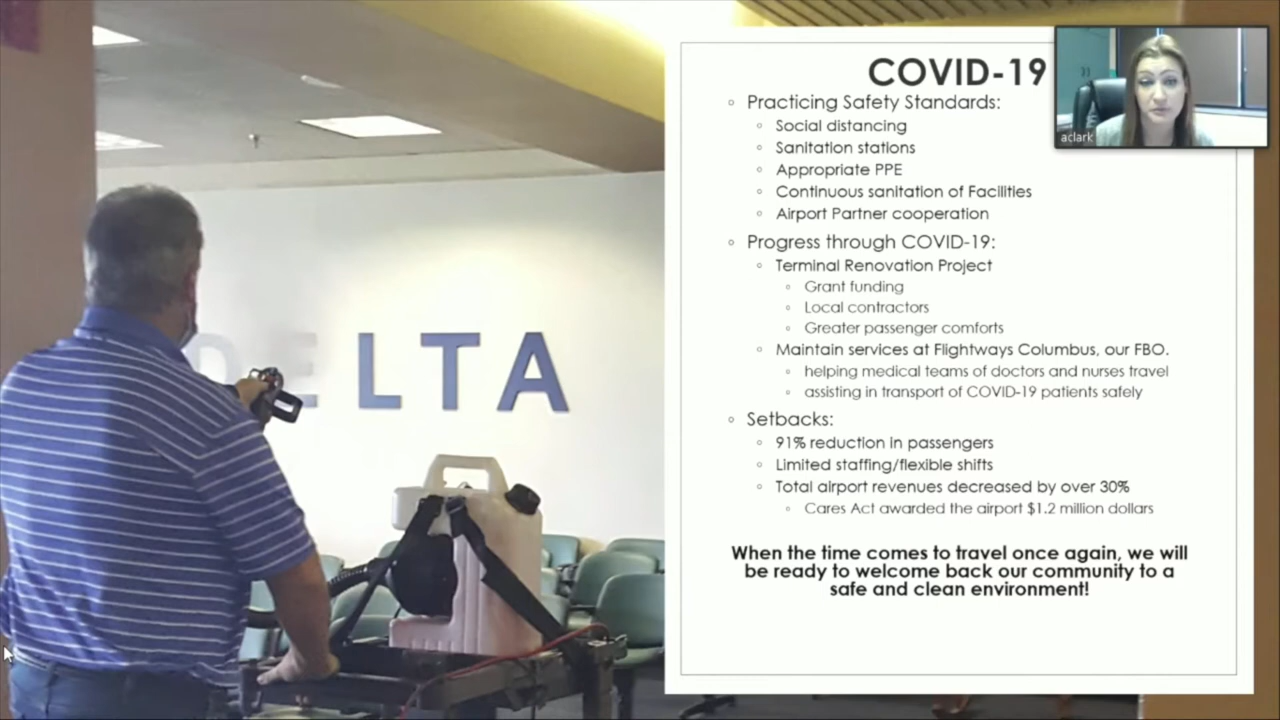 COVID-19
Practicing Safety Standards:
Social distancing
Sanitation stations
Appropriate PPE
Continuous sanitation of Facilities
Airport Partner cooperation
Progress through COVID-19:
Terminal Renovation Project
Grant funding
Local contractors
Greater passenger comforts
Maintain services at Flightways Columbus, our FBO.
helping medical teams of doctors and nurses travel
assisting in transport of COVID-19 patients safely
Setbacks:
91% reduction in passengers
Limited staffing/flexible shifts
Total airport revenues decreased by over 30%
Cares Act awarded the airport $1.2 million dollars
When the time comes to travel once again, we will
be ready to welcome back our community to a
safe and clean environment!
aclark
DELTA